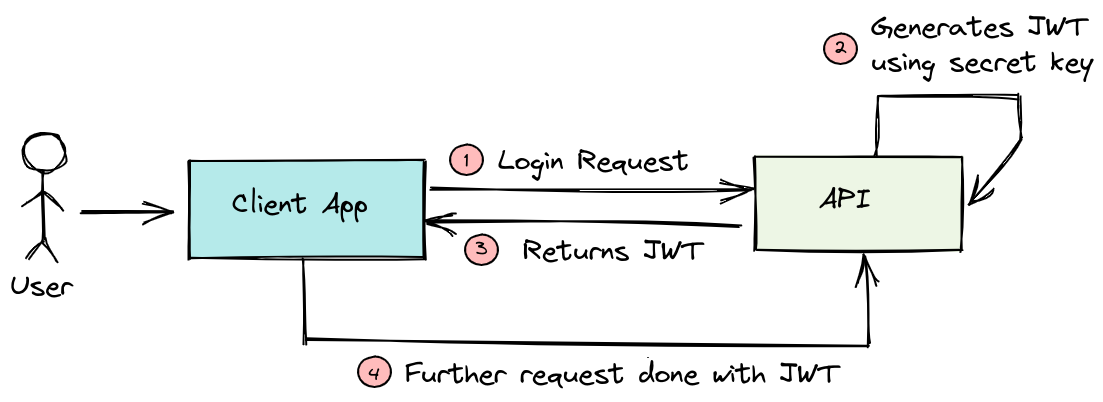 2 Generates JWT
using secret key
1 Login Request
Client App
API
3 Returns JWT
User
4 Further request done with JWT